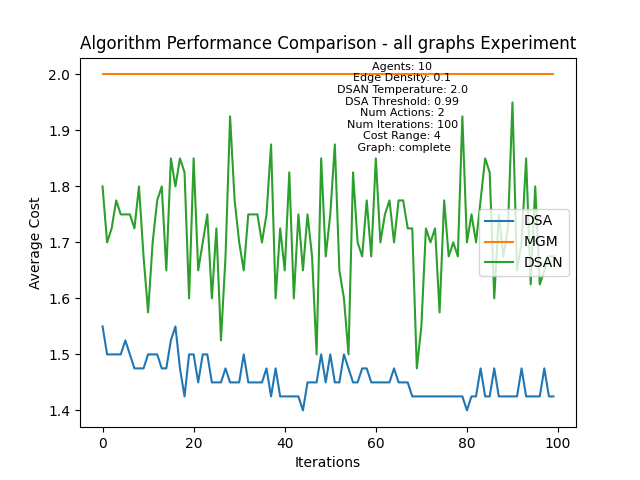 Algorithm Performance Comparison - all graphs Experiment
Agents: 10
Edge Density: 0.1
DSAN Temperature: 2.0
DSA Threshold: 0.99
Num Actions: 2
Num Iterations: 100
Cost Range: 4
Graph: complete
2.0
1.9
1.8
1.7
1.6
1.5
1.4
Average Cost
DSA
MGM
DSAN
0 20 40 60 80 100
Iterations